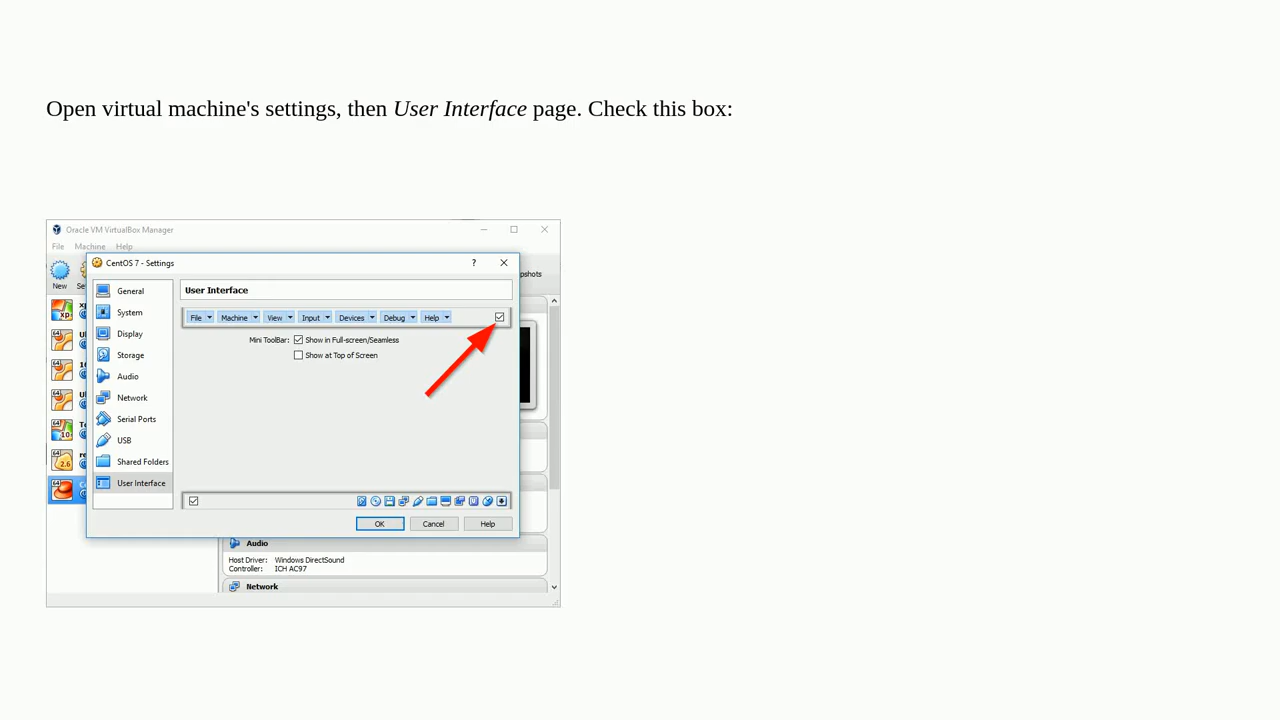 Open virtual machine's settings, then User Interface page. Check this box:
Oracle VM VirtualBox Manager
File Machine Help
CentOS 7 - Settings
New
pshots
General
System
Display
Storage
Audio
Network
Serial Ports
USB
Shared Folders
User Interface
User Interface
File Machine View Input Devices Debug Help
Mini ToolBar: Show in Full-screen/Seamless
Show at Top of Screen
OK Cancel Help
Audio
Host Driver: Windows DirectSound
Controller: ICH AC97
Network